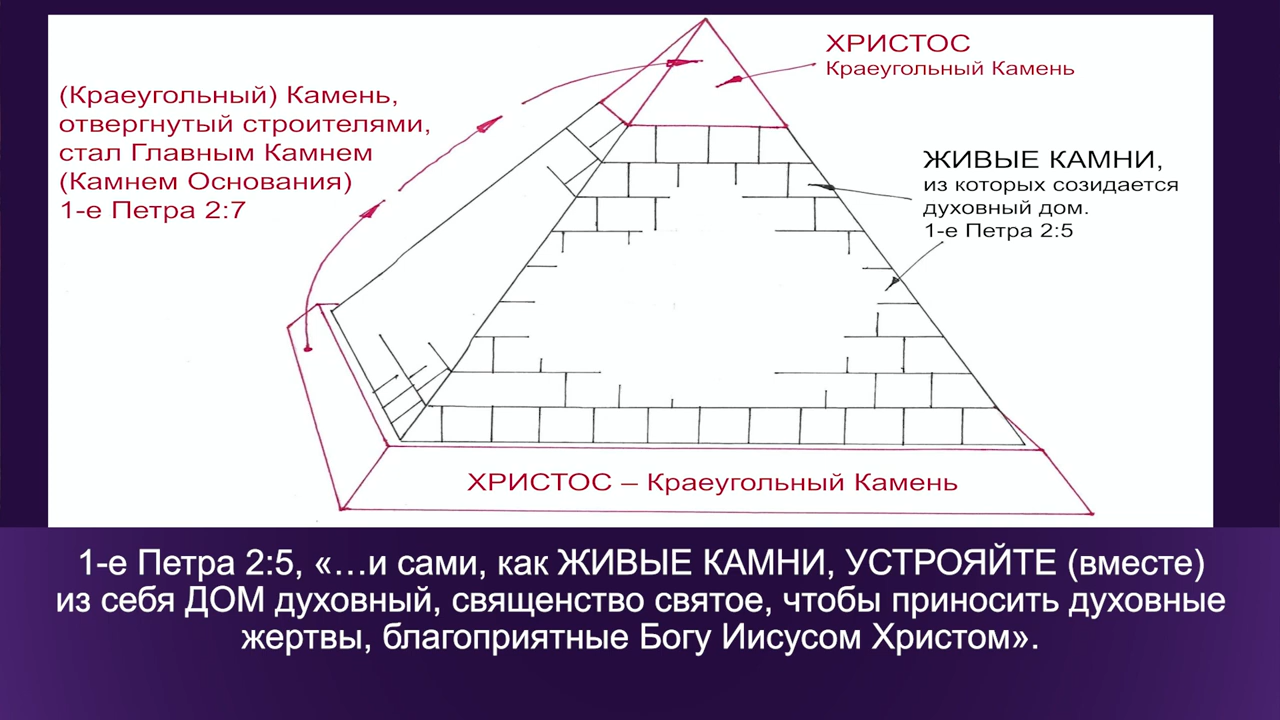 ХРИСТОС
Краеугольный Камень
(Краеугольный) Камень,
отвергнутый строителями,
стал Главным Камнем
(Камнем Основания)
1-е Петра 2:7
ЖИВЫЕ КАМНИ,
из которых созидается
духовный дом.
1-е Петра 2:5
ХРИСТОС – Краеугольный Камень
1-е Петра 2:5, «…и сами, как ЖИВЫЕ КАМНИ, УСТРОЯЙТЕ (вместе)
из себя ДОМ духовный, священство святое, чтобы приносить духовные
жертвы, благоприятные Богу Иисусом Христом».